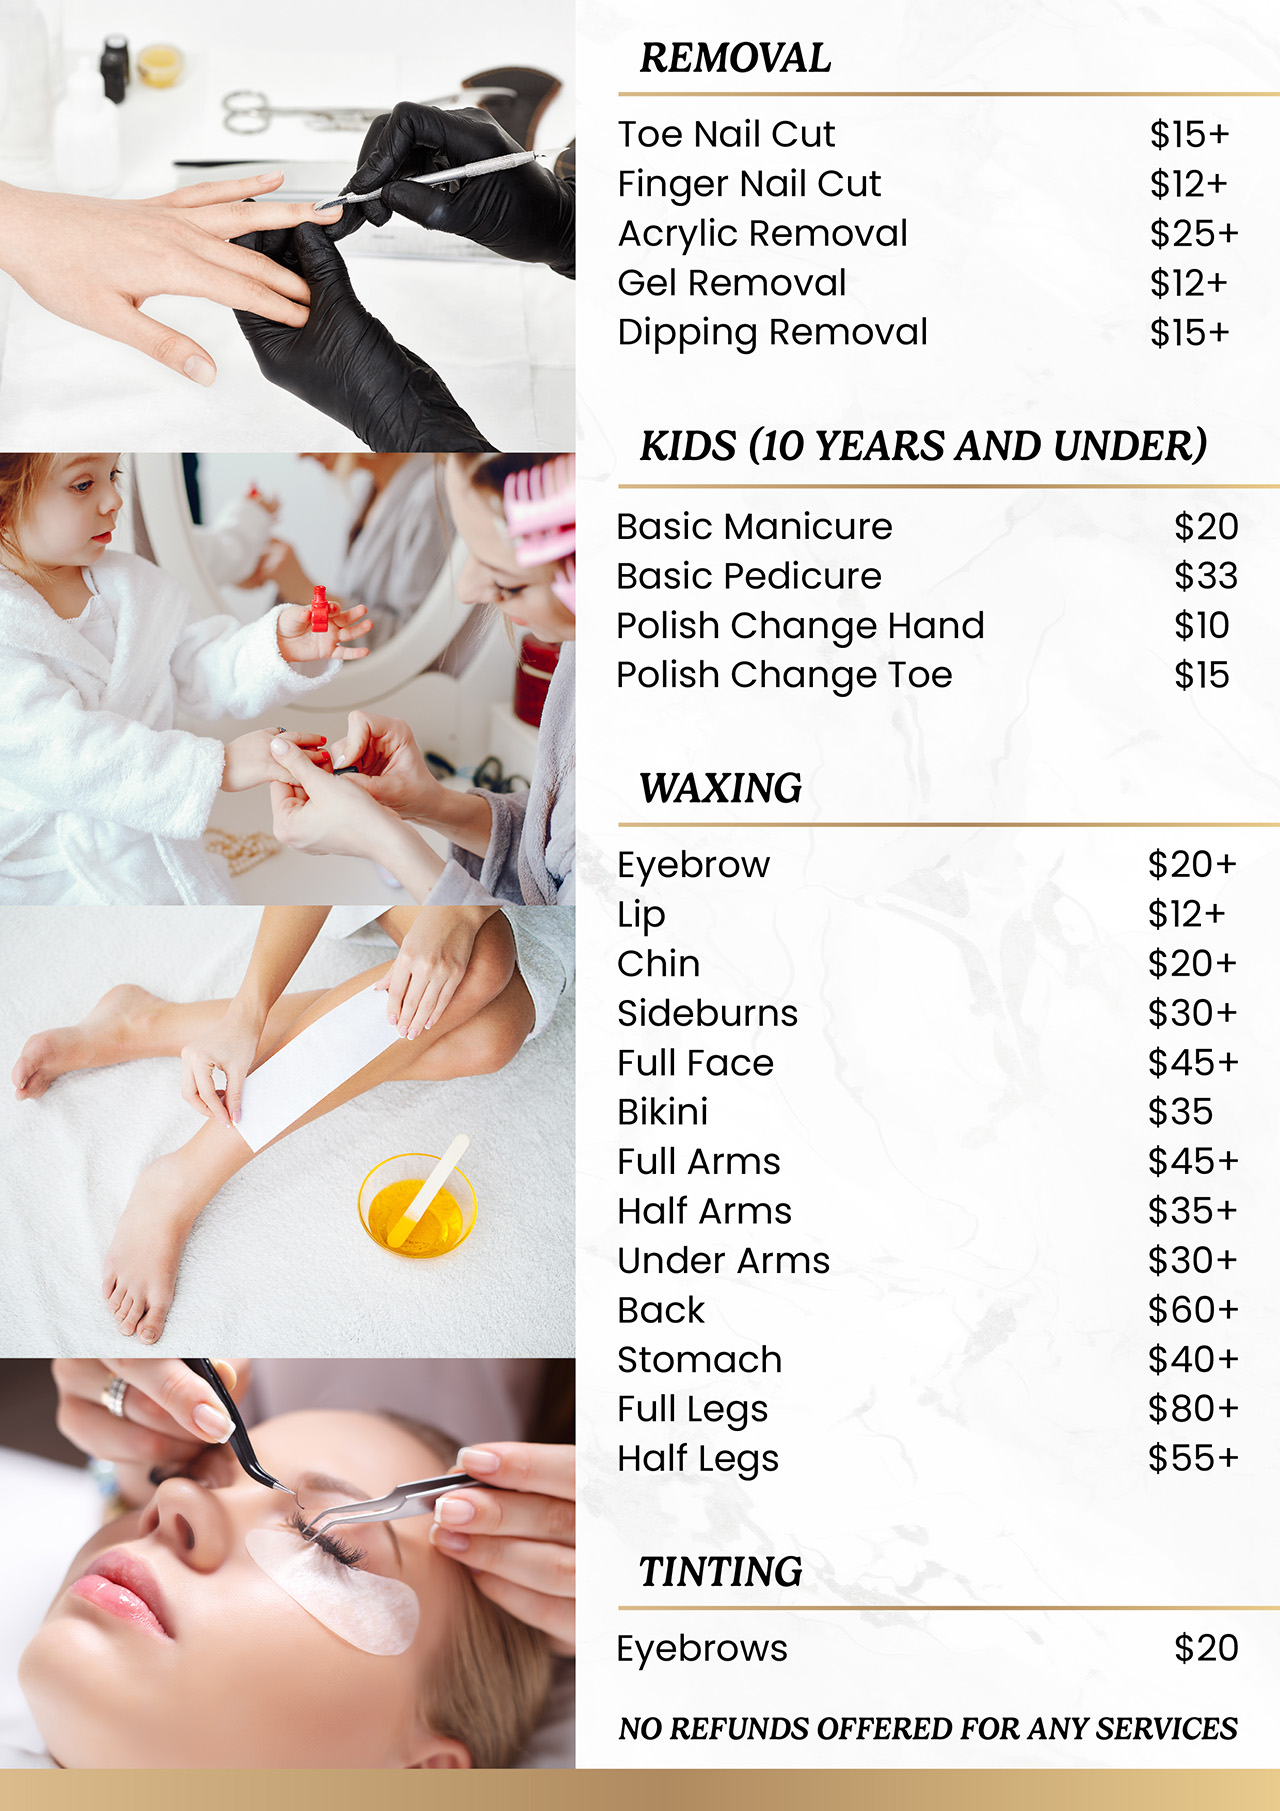 REMOVAL
Toe Nail Cut $15+
Finger Nail Cut $12+
Acrylic Removal $25+
Gel Removal $12+
Dipping Removal $15+
KIDS (10 YEARS AND UNDER)
Basic Manicure $20
Basic Pedicure $33
Polish Change Hand $10
Polish Change Toe $15
WAXING
Eyebrow $20+
Lip $12+
Chin $20+
Sideburns $30+
Full Face $45+
Bikini $35
Full Arms $45+
Half Arms $35+
Under Arms $30+
Back $60+
Stomach $40+
Full Legs $80+
Half Legs $55+
TINTING
Eyebrows $20
NO REFUNDS OFFERED FOR ANY SERVICES